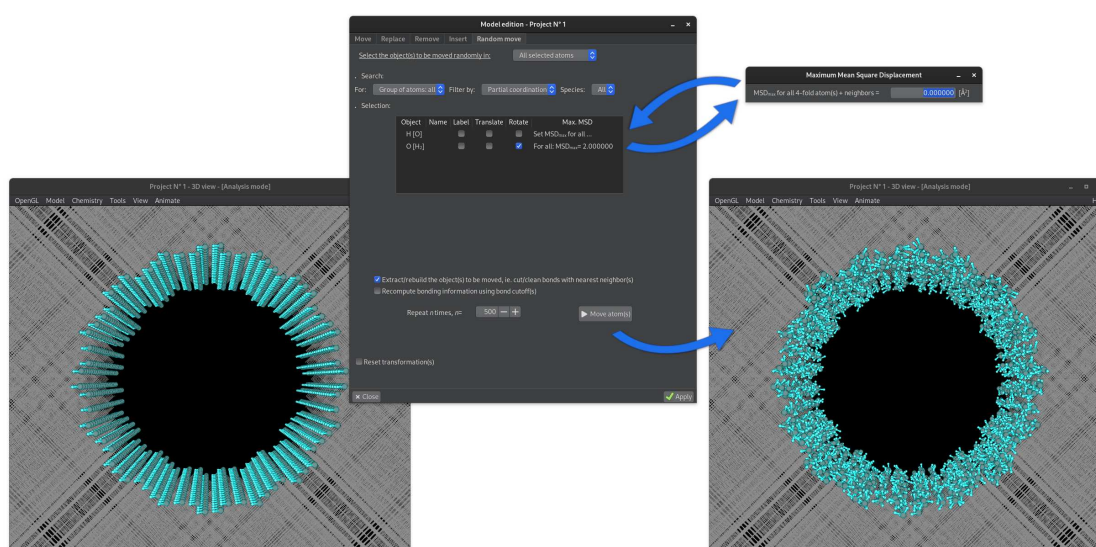 Model edition - Project N° 1
Move Replace Remove Insert Random move
Select the object(s) to be moved randomly in: All selected atoms
. Search:
For: Group of atoms: all Filter by: Partial coordination Species: All
. Selection:
Object Name Label Translate Rotate Max. MSD
H [O] Set MSDₘₐₓ for all ...
O [H₂] For all: MSDₘₐₓ= 2.000000
Extract/rebuild the object(s) to be moved, ie. cut/clean bonds with nearest neighbor(s)
Recompute bonding information using bond cutoff(s)
Repeat n times, n= 500 − + Move atom(s)
Reset transformation(s)
Close Apply
Maximum Mean Square Displacement
MSDₘₐₓ for all 4-fold atom(s) + neighbors = 0.000000 [Å²]
Project N° 1 - 3D view - [Analysis mode]
OpenGL Model Chemistry Tools View Animate
Project N° 1 - 3D view - [Analysis mode]
OpenGL Model Chemistry Tools View Animate H